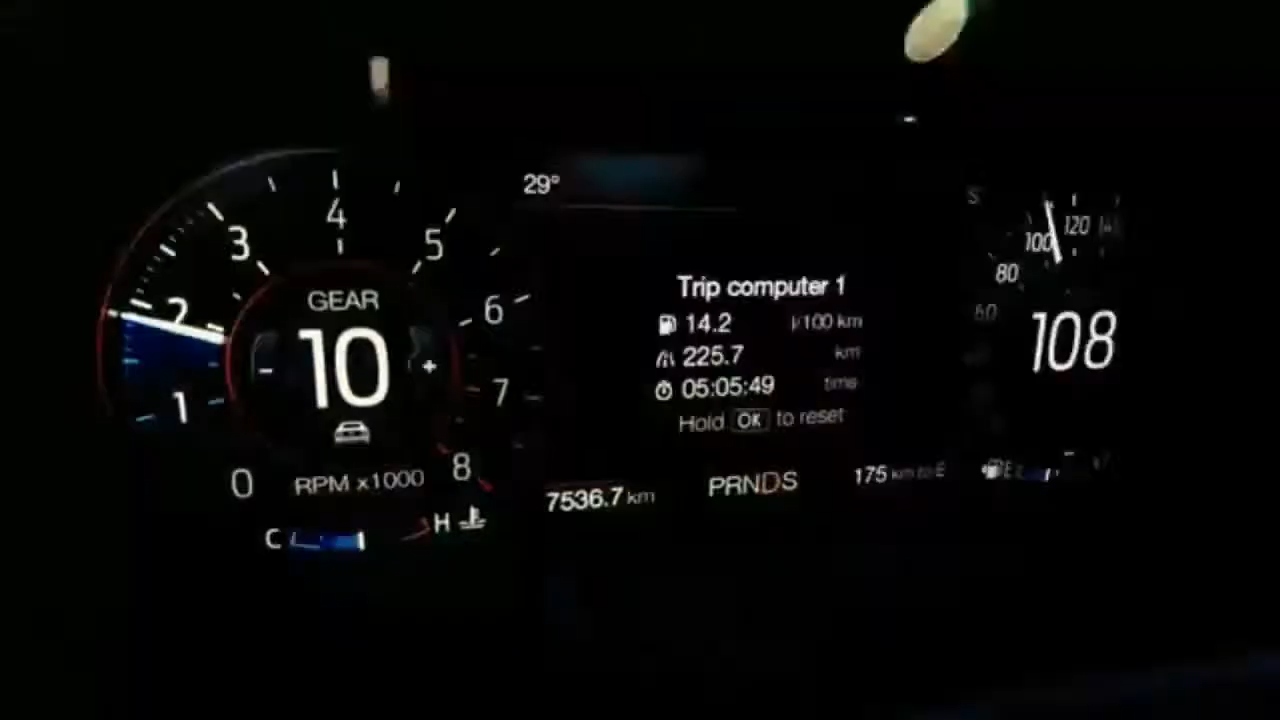 29°
4
3
5
2
6
GEAR
10
- +
7
1
0
RPM x1000
8
C
H
Trip computer 1
14.2 l/100 km
225.7 km
05:05:49 time
Hold OK to reset
7536.7 km
PRNDS
175 km to E
E
60
80
100
120
108